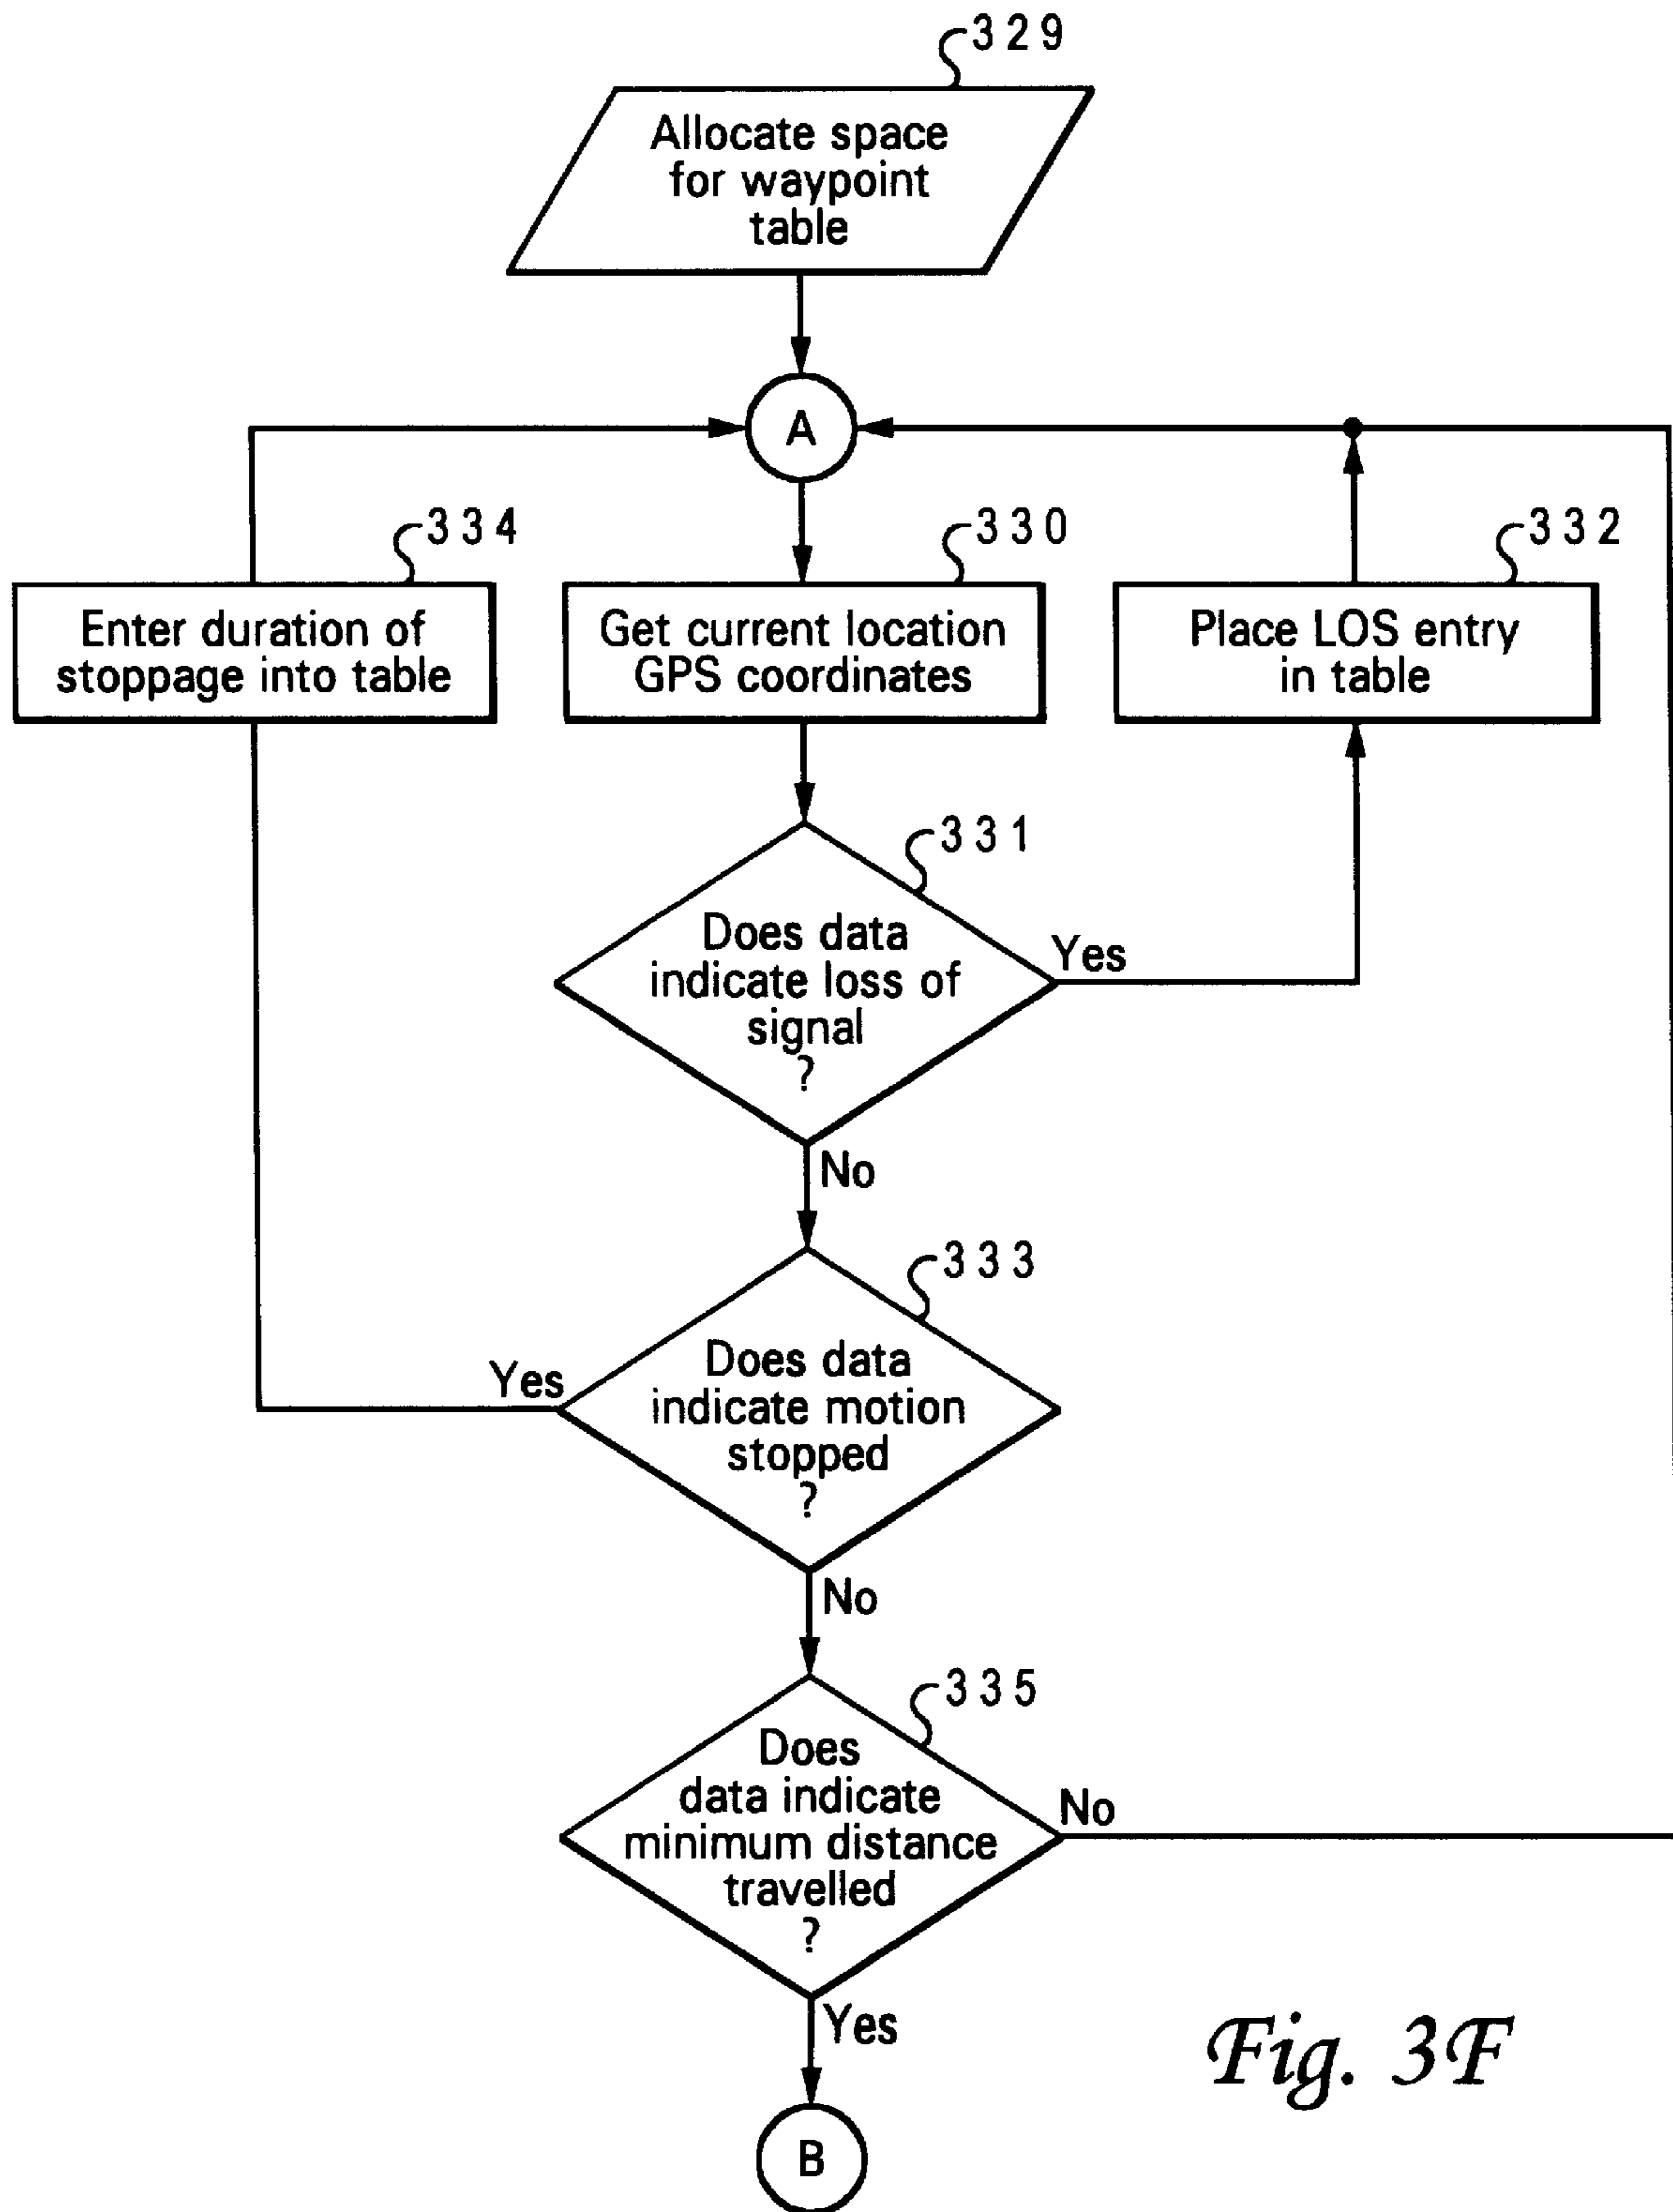 329
Allocate space
for waypoint
table
A
334
330
332
Enter duration of
stoppage into table
Get current location
GPS coordinates
Place LOS entry
in table
331
Does data
indicate loss of
signal
?
Yes
No
333
Does data
indicate motion
stopped
?
Yes
No
335
Does
data indicate
minimum distance
travelled
?
No
Yes
B
Fig. 3F